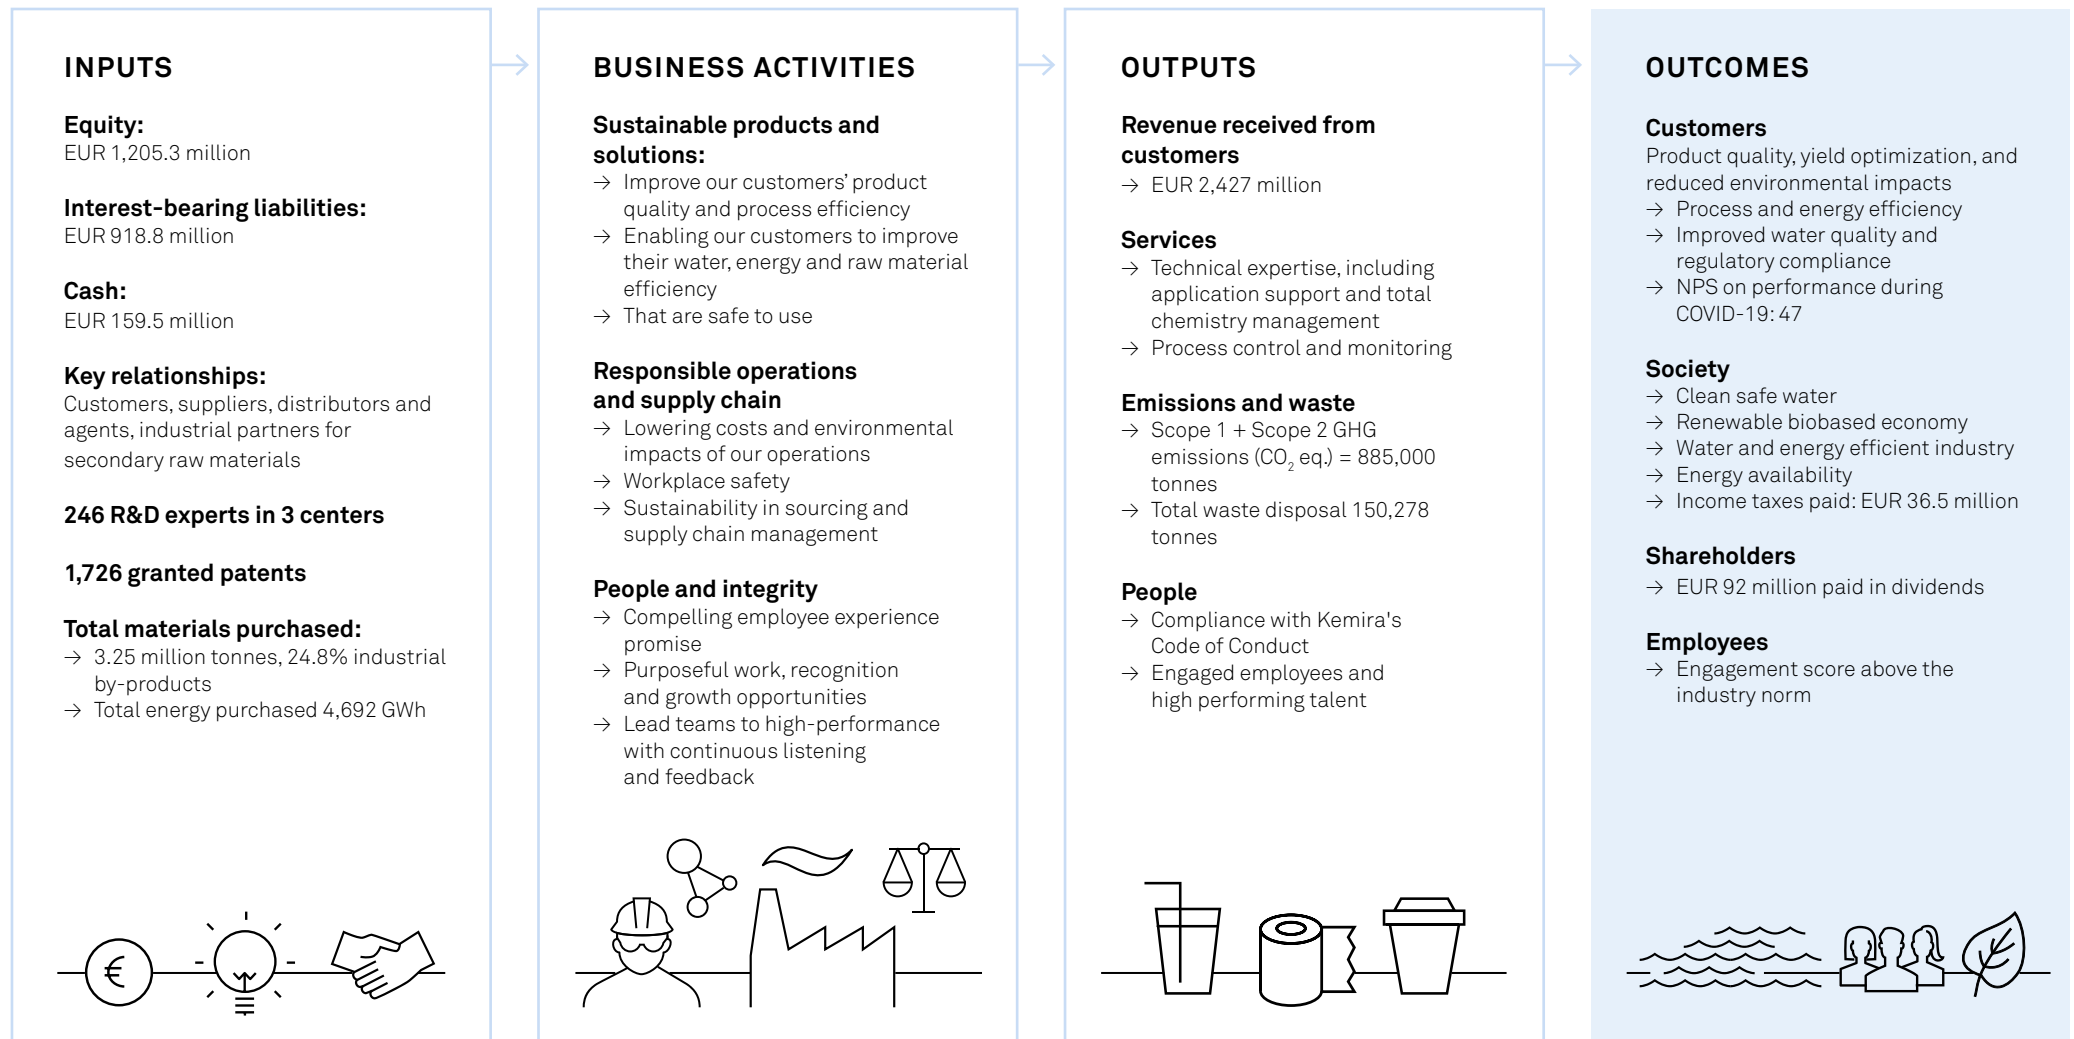 INPUTS
Equity:
EUR 1,205.3 million
Interest-bearing liabilities:
EUR 918.8 million
Cash:
EUR 159.5 million
Key relationships:
Customers, suppliers, distributors and
agents, industrial partners for
secondary raw materials
246 R&D experts in 3 centers
1,726 granted patents
Total materials purchased:
→ 3.25 million tonnes, 24.8% industrial
by-products
→ Total energy purchased 4,692 GWh
€
BUSINESS ACTIVITIES
Sustainable products and
solutions:
→ Improve our customers’ product
quality and process efficiency
→ Enabling our customers to improve
their water, energy and raw material
efficiency
→ That are safe to use
Responsible operations
and supply chain
→ Lowering costs and environmental
impacts of our operations
→ Workplace safety
→ Sustainability in sourcing and
supply chain management
People and integrity
→ Compelling employee experience
promise
→ Purposeful work, recognition
and growth opportunities
→ Lead teams to high-performance
with continuous listening
and feedback
OUTPUTS
Revenue received from
customers
→ EUR 2,427 million
Services
→ Technical expertise, including
application support and total
chemistry management
→ Process control and monitoring
Emissions and waste
→ Scope 1 + Scope 2 GHG
emissions (CO₂ eq.) = 885,000
tonnes
→ Total waste disposal 150,278
tonnes
People
→ Compliance with Kemira's
Code of Conduct
→ Engaged employees and
high performing talent
OUTCOMES
Customers
Product quality, yield optimization, and
reduced environmental impacts
→ Process and energy efficiency
→ Improved water quality and
regulatory compliance
→ NPS on performance during
COVID-19: 47
Society
→ Clean safe water
→ Renewable biobased economy
→ Water and energy efficient industry
→ Energy availability
→ Income taxes paid: EUR 36.5 million
Shareholders
→ EUR 92 million paid in dividends
Employees
→ Engagement score above the
industry norm